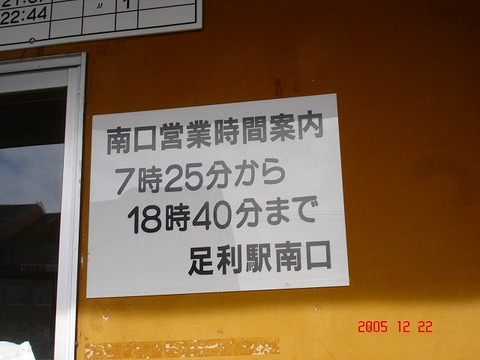 22:44 〃 1
南口営業時間案内
7時25分から
18時40分まで
足利駅南口
2005 12 22